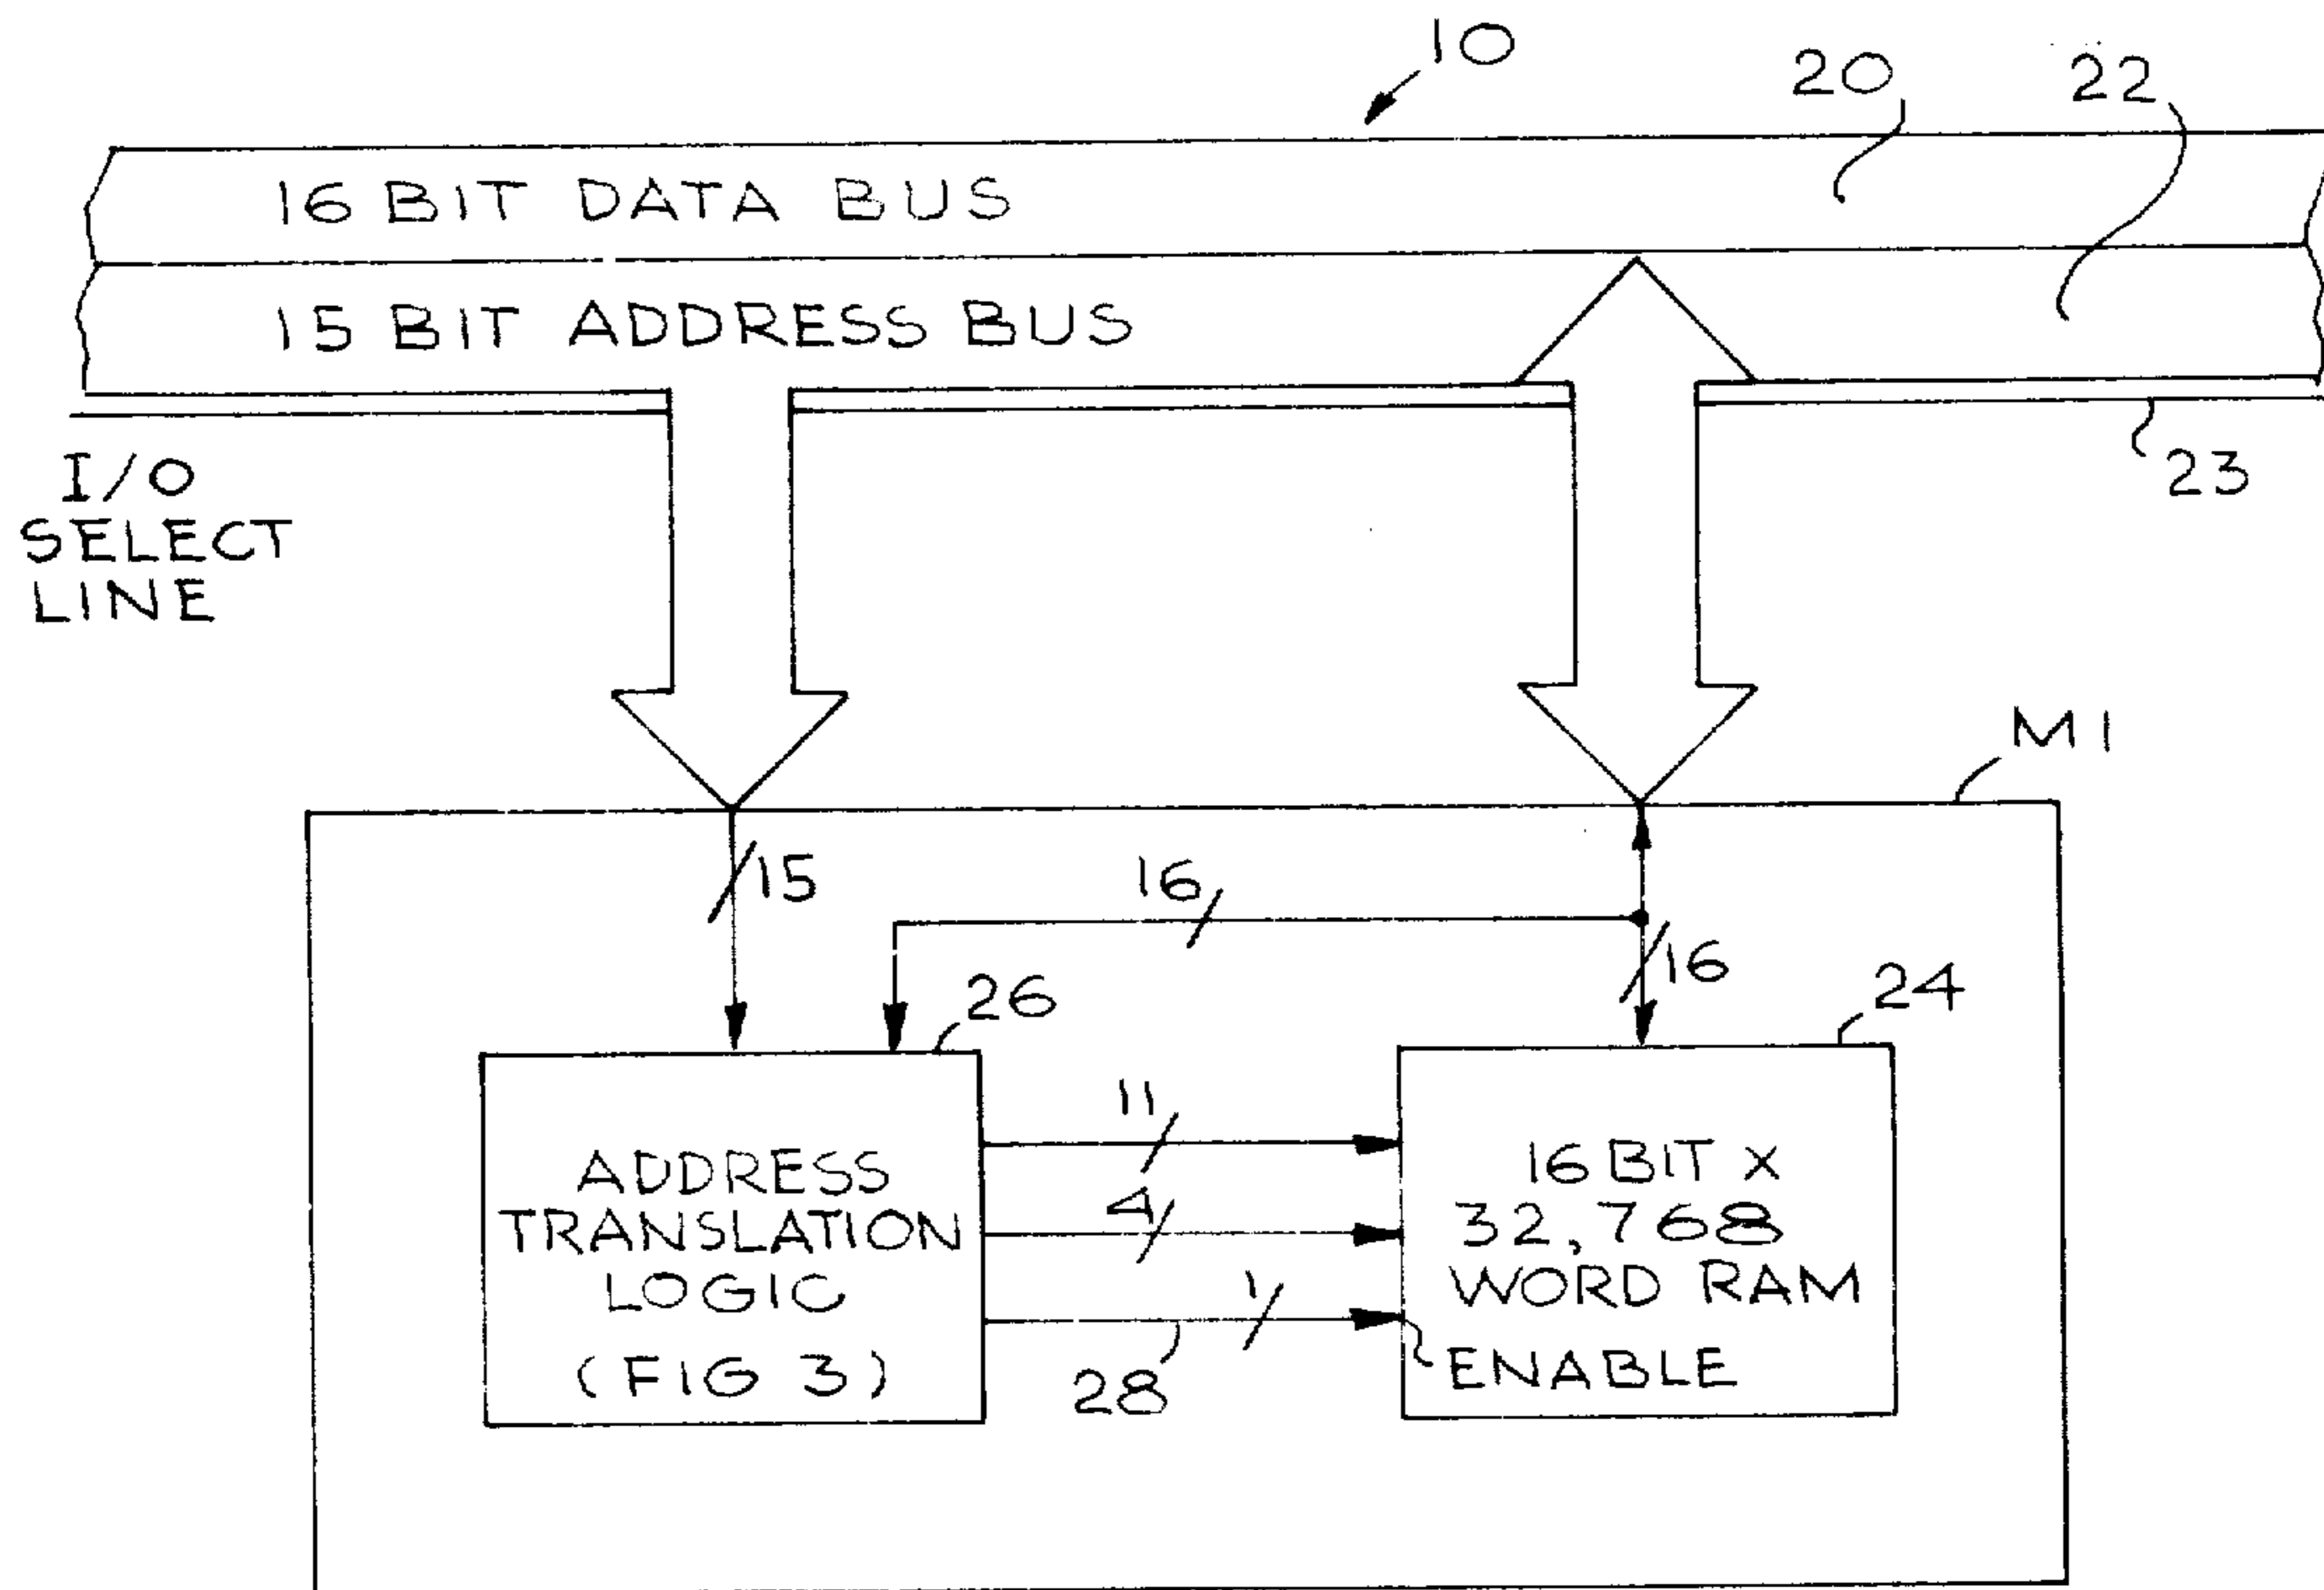 10
20
22
16 BIT DATA BUS
15 BIT ADDRESS BUS
23
I/O
SELECT
LINE
M1
15
16
16
26
24
11
4
1
ADDRESS
TRANSLATION
LOGIC
(FIG 3)
16 BIT X
32,768
WORD RAM
ENABLE
28